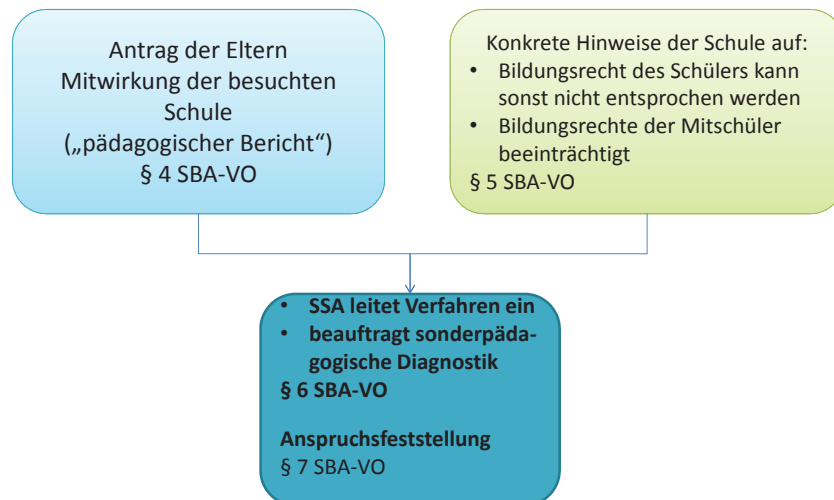 Antrag der Eltern
Mitwirkung der besuchten
Schule
(„pädagogischer Bericht“)
§ 4 SBA-VO
Konkrete Hinweise der Schule auf:
• Bildungsrecht des Schülers kann
sonst nicht entsprochen werden
• Bildungsrechte der Mitschüler
beeinträchtigt
§ 5 SBA-VO
• SSA leitet Verfahren ein
• beauftragt sonderpäda-
gogische Diagnostik
§ 6 SBA-VO
Anspruchsfeststellung
§ 7 SBA-VO